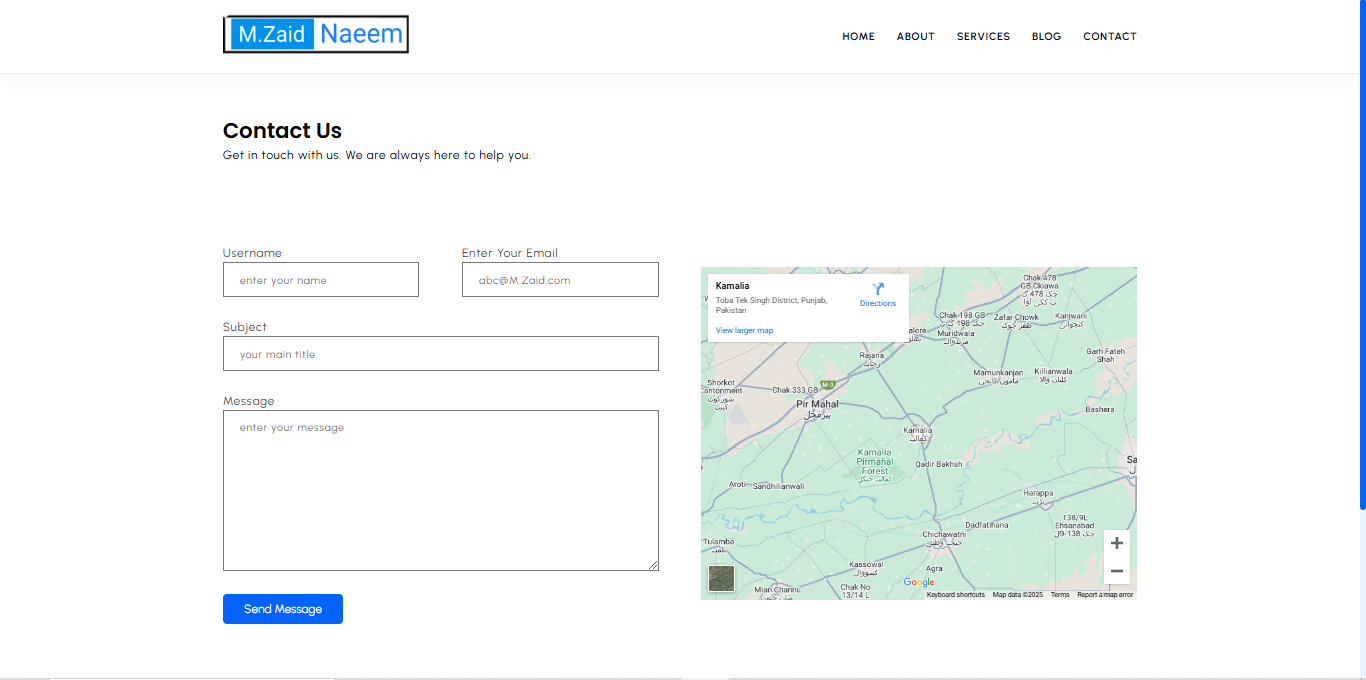 M.Zaid Naeem
HOME ABOUT SERVICES BLOG CONTACT
Contact Us
Get in touch with us. We are always here to help you.
Username
enter your name
Enter Your Email
abc@M.Zaid.com
Subject
your main title
Message
enter your message
Send Message
Kamalia
Toba Tek Singh District, Punjab,
Pakistan
Directions
View larger map
Chak 478
GB Ckiawa
چک 478 گ
Chak 198 GB
چک 198 گ ب
Zafar Chowk
ظفر چوک
Kanjwani
کنجوانی
Muridwala
مریدوالہ
Rajana
رجانہ
Garh Fateh
Shah
Mamunkanjan
ماموں کانجن
Killianwala
کلیاں والا
Shorkot
Cantonment
شورکوٹ
کینٹ
Chak 333 GB
M-3
Pir Mahal
پیرمحل
Bashera
Kamalia
کمالیہ
Kamalia
Pirmahal
Forest
کمالیہ جنگل
Qadir Bakhsh
Sa
Aroti
Sandhilianwali
Harappa
ہڑپہ
138/9L
Ehsanabad
چک 138-9ل
Dadfatihana
Chichawatni
چیچہ وطنی
Tulamba
تلمبہ
Kassowal
کسووال
Agra
Mian Channu
میاں چنوں
Chak No
13/14 L
Google
Keyboard shortcuts Map data ©2025 Terms Report a map error